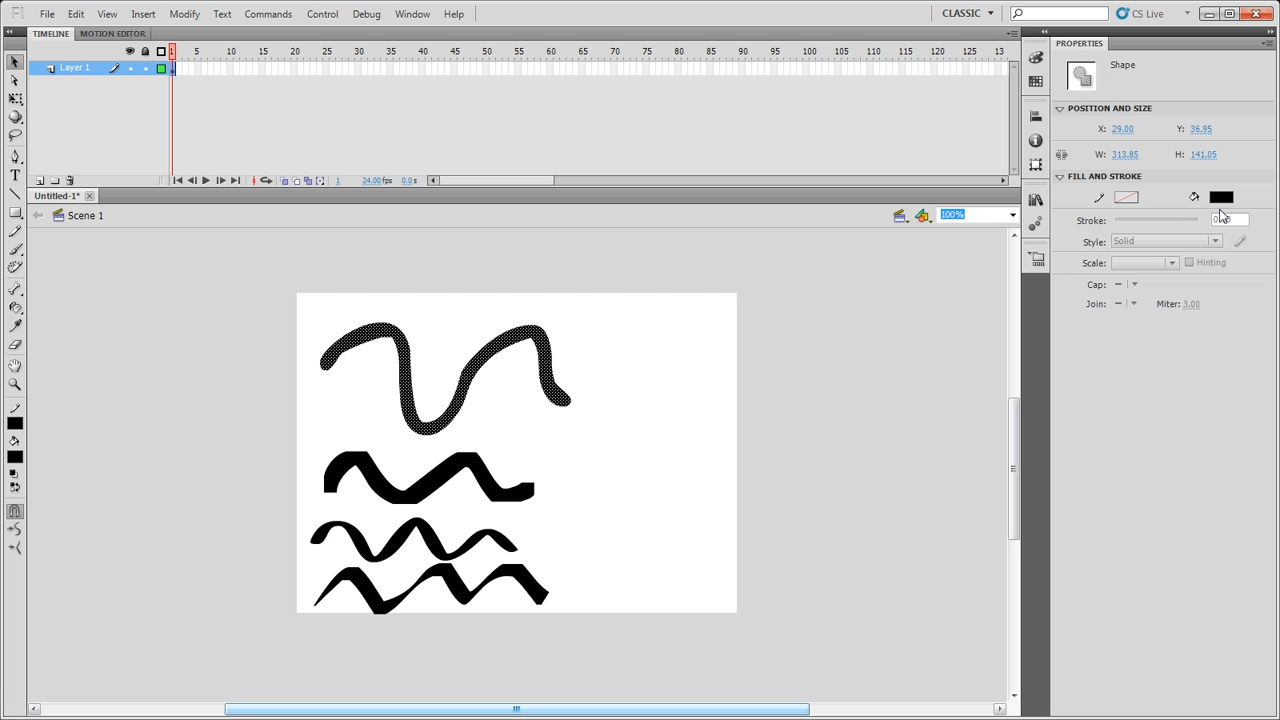 Fl File Edit View Insert Modify Text Commands Control Debug Window Help CLASSIC CS Live
TIMELINE MOTION EDITOR
1 5 10 15 20 25 30 35 40 45 50 55 60 65 70 75 80 85 90 95 100 105 110 115 120 125 13
Layer 1
1 24.00 fps 0.0 s
Untitled-1*
Scene 1 100%
PROPERTIES
Shape
POSITION AND SIZE
X: 29.00 Y: 36.95
W: 313.85 H: 141.05
FILL AND STROKE
Stroke:
Style: Solid
Scale: Hinting
Cap:
Join: Miter: 3.00